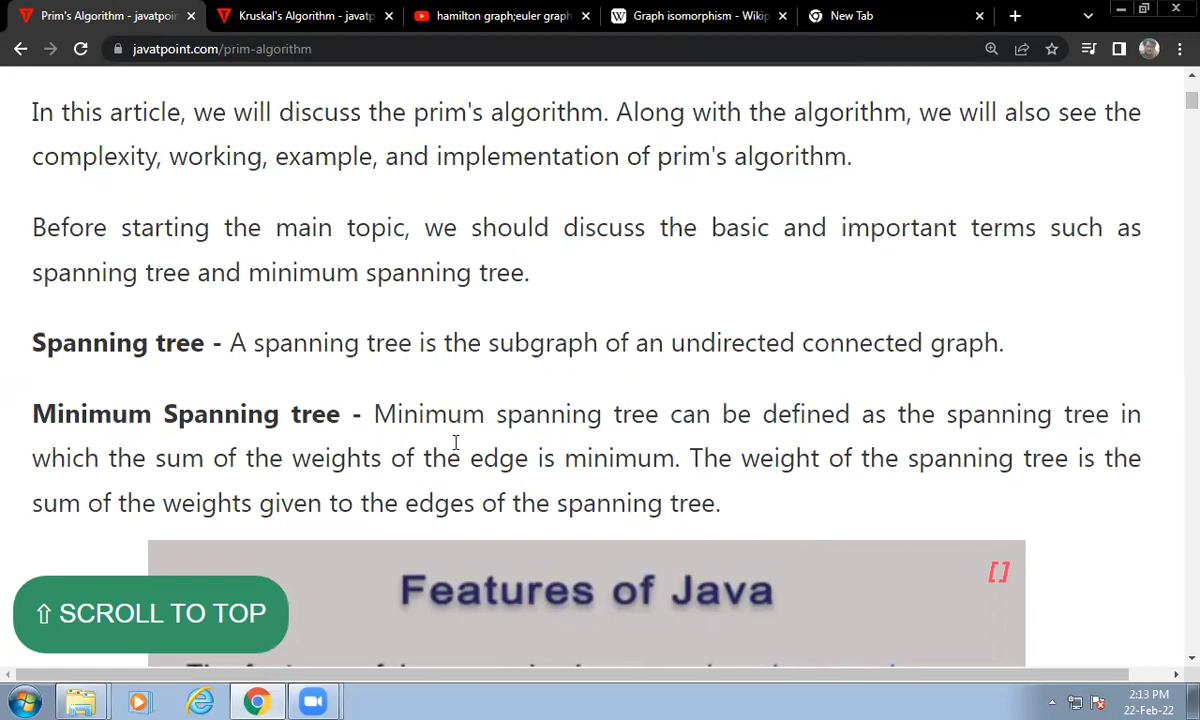 Prim's Algorithm - javatpoin
Kruskal's Algorithm - javatp
hamilton graph;euler graph
Graph isomorphism - Wikip
New Tab
javatpoint.com/prim-algorithm
In this article, we will discuss the prim's algorithm. Along with the algorithm, we will also see the
complexity, working, example, and implementation of prim's algorithm.
Before starting the main topic, we should discuss the basic and important terms such as
spanning tree and minimum spanning tree.
Spanning tree - A spanning tree is the subgraph of an undirected connected graph.
Minimum Spanning tree - Minimum spanning tree can be defined as the spanning tree in
which the sum of the weights of the edge is minimum. The weight of the spanning tree is the
sum of the weights given to the edges of the spanning tree.
Features of Java
⇧ SCROLL TO TOP
2:13 PM
22-Feb-22